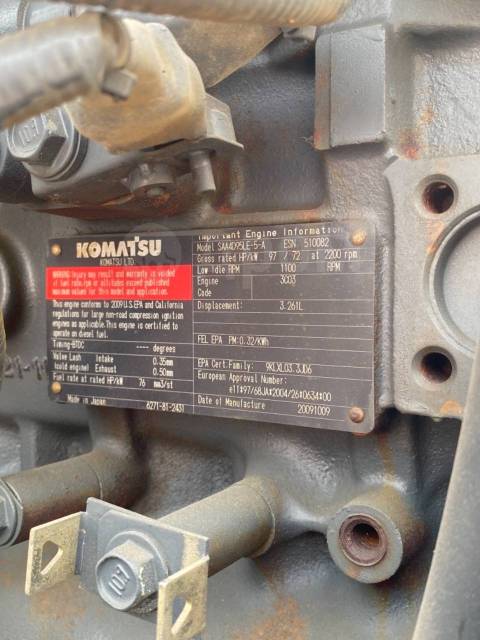 KOMATSU
KOMATSU LTD.
WARNING: Injury may result and warranty is voided
if fuel rate,rpm or altitude exceed published
maximum values for this model and application.
This engine conforms to 2009 U.S.EPA and California
regulations for large non-road compression ignition
engines as applicable. This engine is certified to
operate on diesel fuel.
Timing-BTDC ---- degrees
Valve Lash Intake 0.35mm
(cold engine) Exhaust 0.50mm
Fuel rate at rated HP/kW 76 mm3/st
Made in Japan 6271-81-2431
Important Engine Information
Model SAA4D95LE-5-A ESN 510082
Gross rated HP/kW 97 / 72 at 2200 rpm
Low Idle RPM 1100 RPM
Engine 3C03
Code
Displacement: 3.261L
FEL EPA PM:0.32/KWh
EPA Cert.Family: 9KLXL03.3JD6
European Approval Number:
e11*97/68JA*2004/26*0634*00
Date of Manufacture 20091009
10.7
10.7